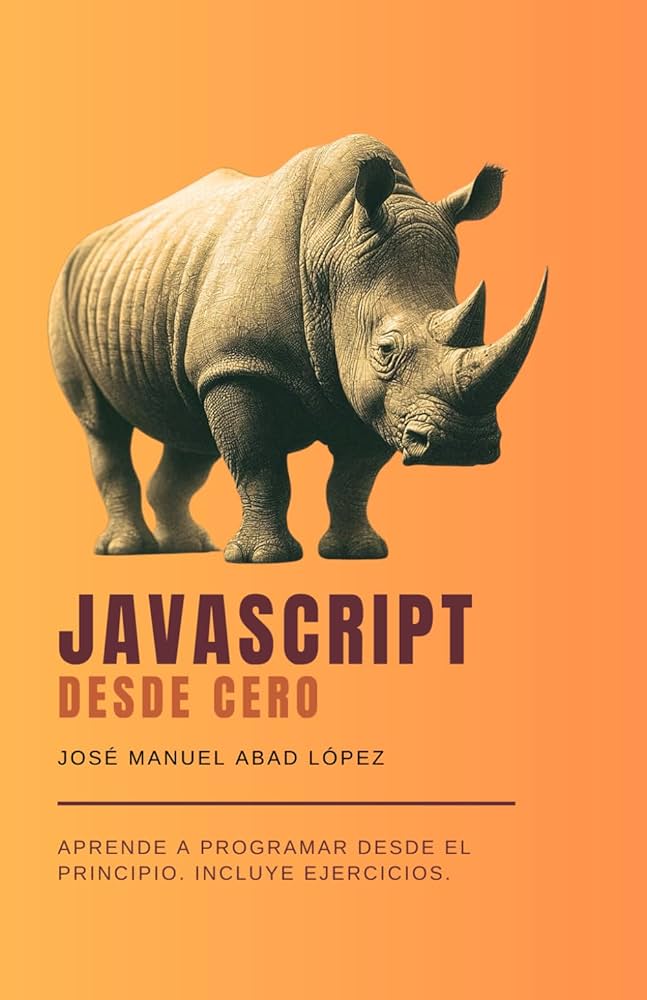 JAVASCRIPT
DESDE CERO
JOSÉ MANUEL ABAD LÓPEZ
APRENDE A PROGRAMAR DESDE EL
PRINCIPIO. INCLUYE EJERCICIOS.